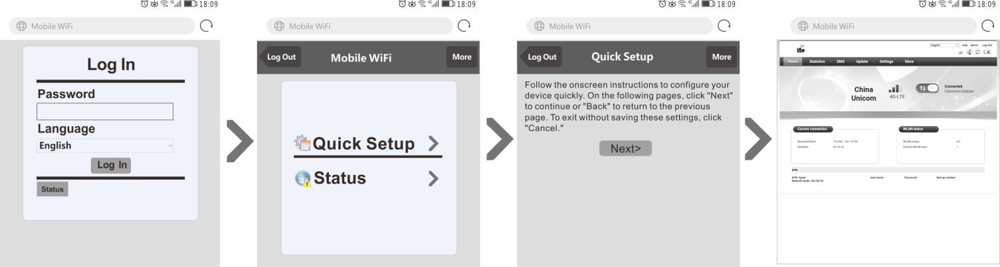 4G 18:09
Mobile WiFi
Log In
Password
Language
English
Log In
Status
4G 18:09
Mobile WiFi
Log Out Mobile WiFi More
Quick Setup
Status
4G 18:09
Mobile WiFi
Log Out Quick Setup More
Follow the onscreen instructions to configure your
device quickly. On the following pages, click "Next"
to continue or "Back" to return to the previous
page. To exit without saving these settings, click
"Cancel."
Next>
4G 18:09
Mobile WiFi
lte
English Help admin Log Out
Home Statistics SMS Update Settings More
China
Unicom
4G-LTE
Connected
Connection Settings
Current connection
Received/Sent:
Duration:
WLAN status
WLAN status: On
Current WLAN user: 1
APN:
APN: 3gnet User name: Password: Dial-up number:
Network Mode: 4G/3G/2G